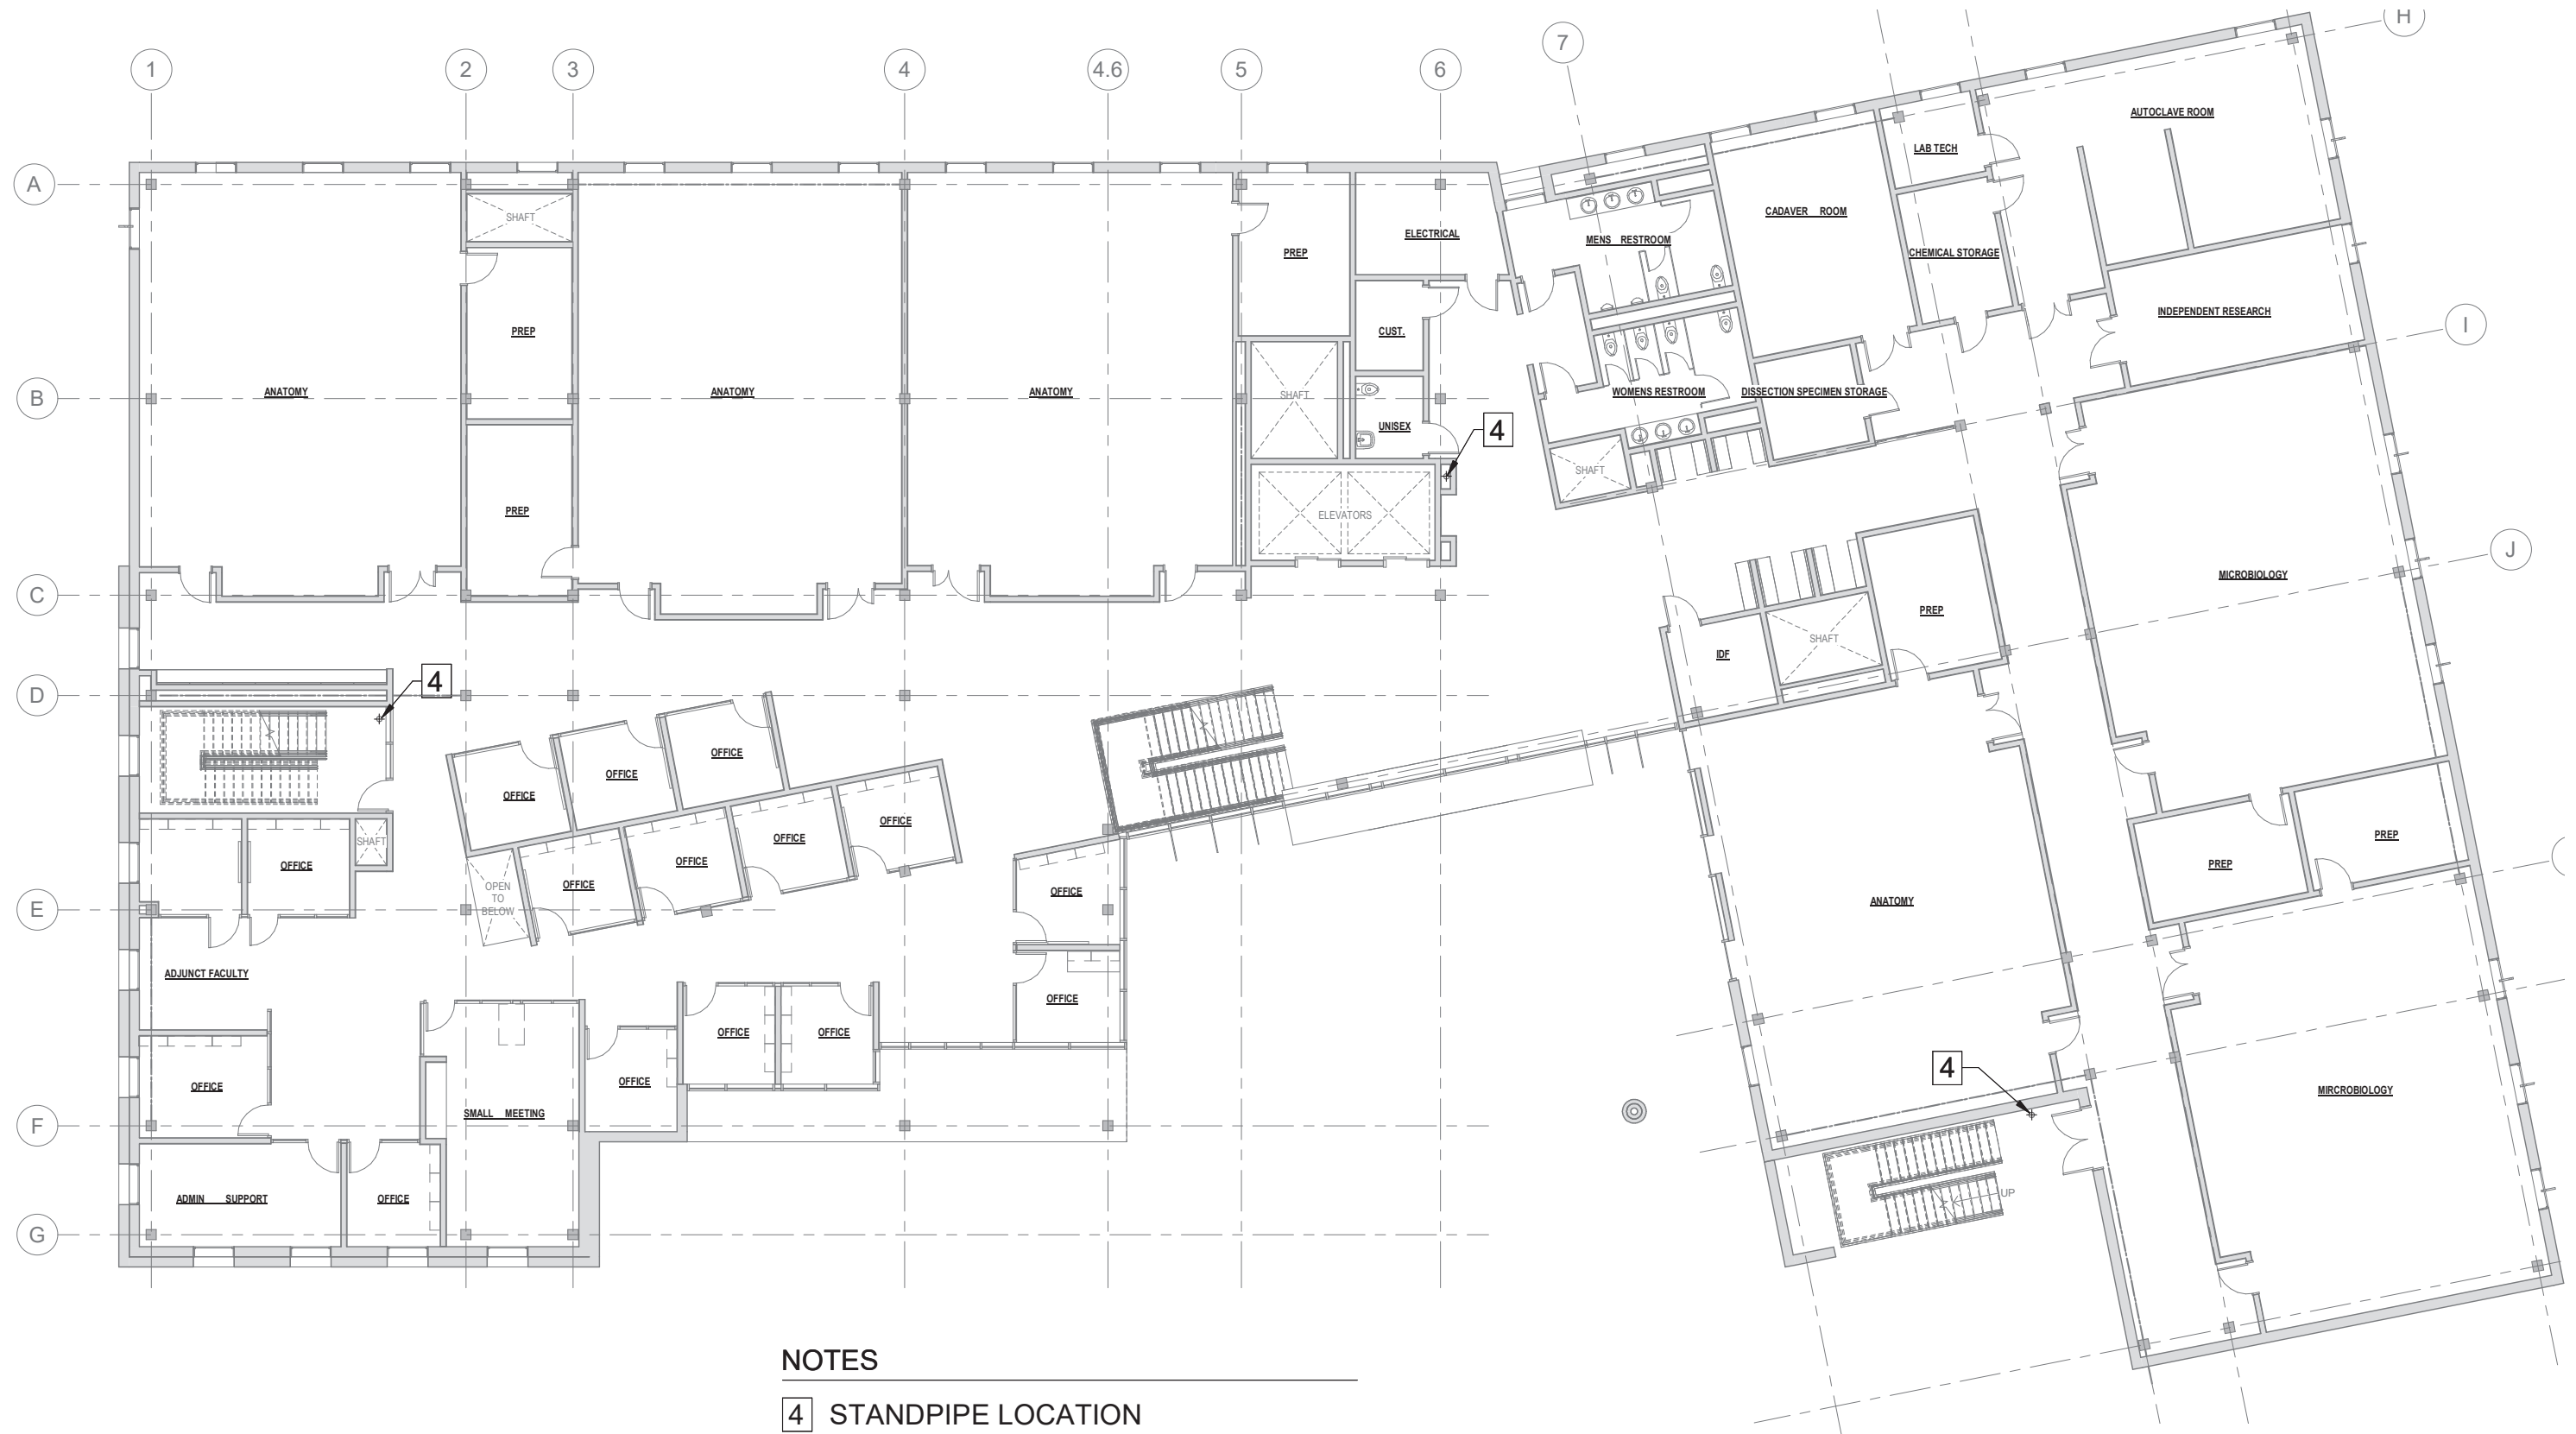 1
2
3
4
4.6
5
6
7
H
A
B
C
D
E
F
G
I
J
SHAFT
PREP
ANATOMY
PREP
ANATOMY
ANATOMY
PREP
ELECTRICAL
CUST.
SHAFT
UNISEX
4
ELEVATORS
MENS RESTROOM
WOMENS RESTROOM
SHAFT
CADAVER ROOM
LAB TECH
CHEMICAL STORAGE
AUTOCLAVE ROOM
INDEPENDENT RESEARCH
DISSECTION SPECIMEN STORAGE
MICROBIOLOGY
PREP
SHAFT
IDF
4
OFFICE
OFFICE
OFFICE
OFFICE
OFFICE
OFFICE
OFFICE
OFFICE
SHAFT
OPEN
TO
BELOW
OFFICE
OFFICE
ADJUNCT FACULTY
OFFICE
OFFICE
OFFICE
OFFICE
SMALL MEETING
ADMIN SUPPORT
OFFICE
ANATOMY
PREP
PREP
4
MIRCROBIOLOGY
UP
NOTES
4 STANDPIPE LOCATION